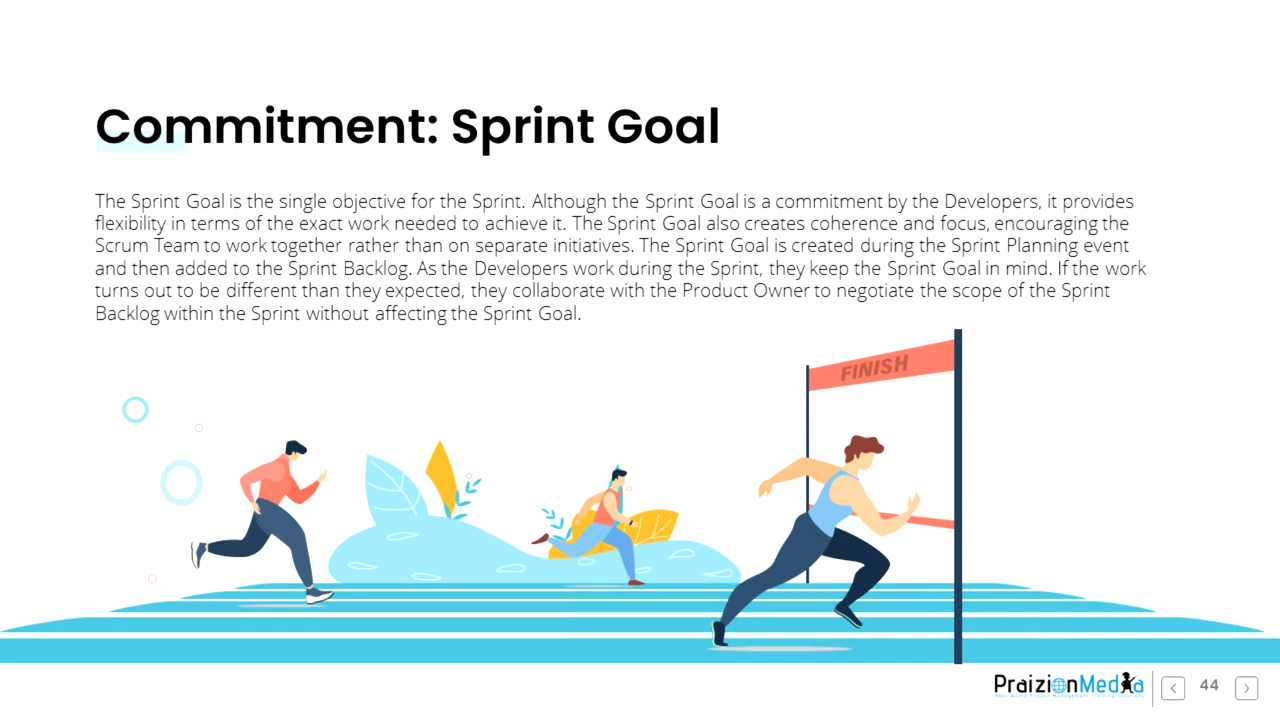 Commitment: Sprint Goal
The Sprint Goal is the single objective for the Sprint. Although the Sprint Goal is a commitment by the Developers, it provides
flexibility in terms of the exact work needed to achieve it. The Sprint Goal also creates coherence and focus, encouraging the
Scrum Team to work together rather than on separate initiatives. The Sprint Goal is created during the Sprint Planning event
and then added to the Sprint Backlog. As the Developers work during the Sprint, they keep the Sprint Goal in mind. If the work
turns out to be different than they expected, they collaborate with the Product Owner to negotiate the scope of the Sprint
Backlog within the Sprint without affecting the Sprint Goal.
FINISH
PraizionMedia
Real World Project Management Training Solutions
44